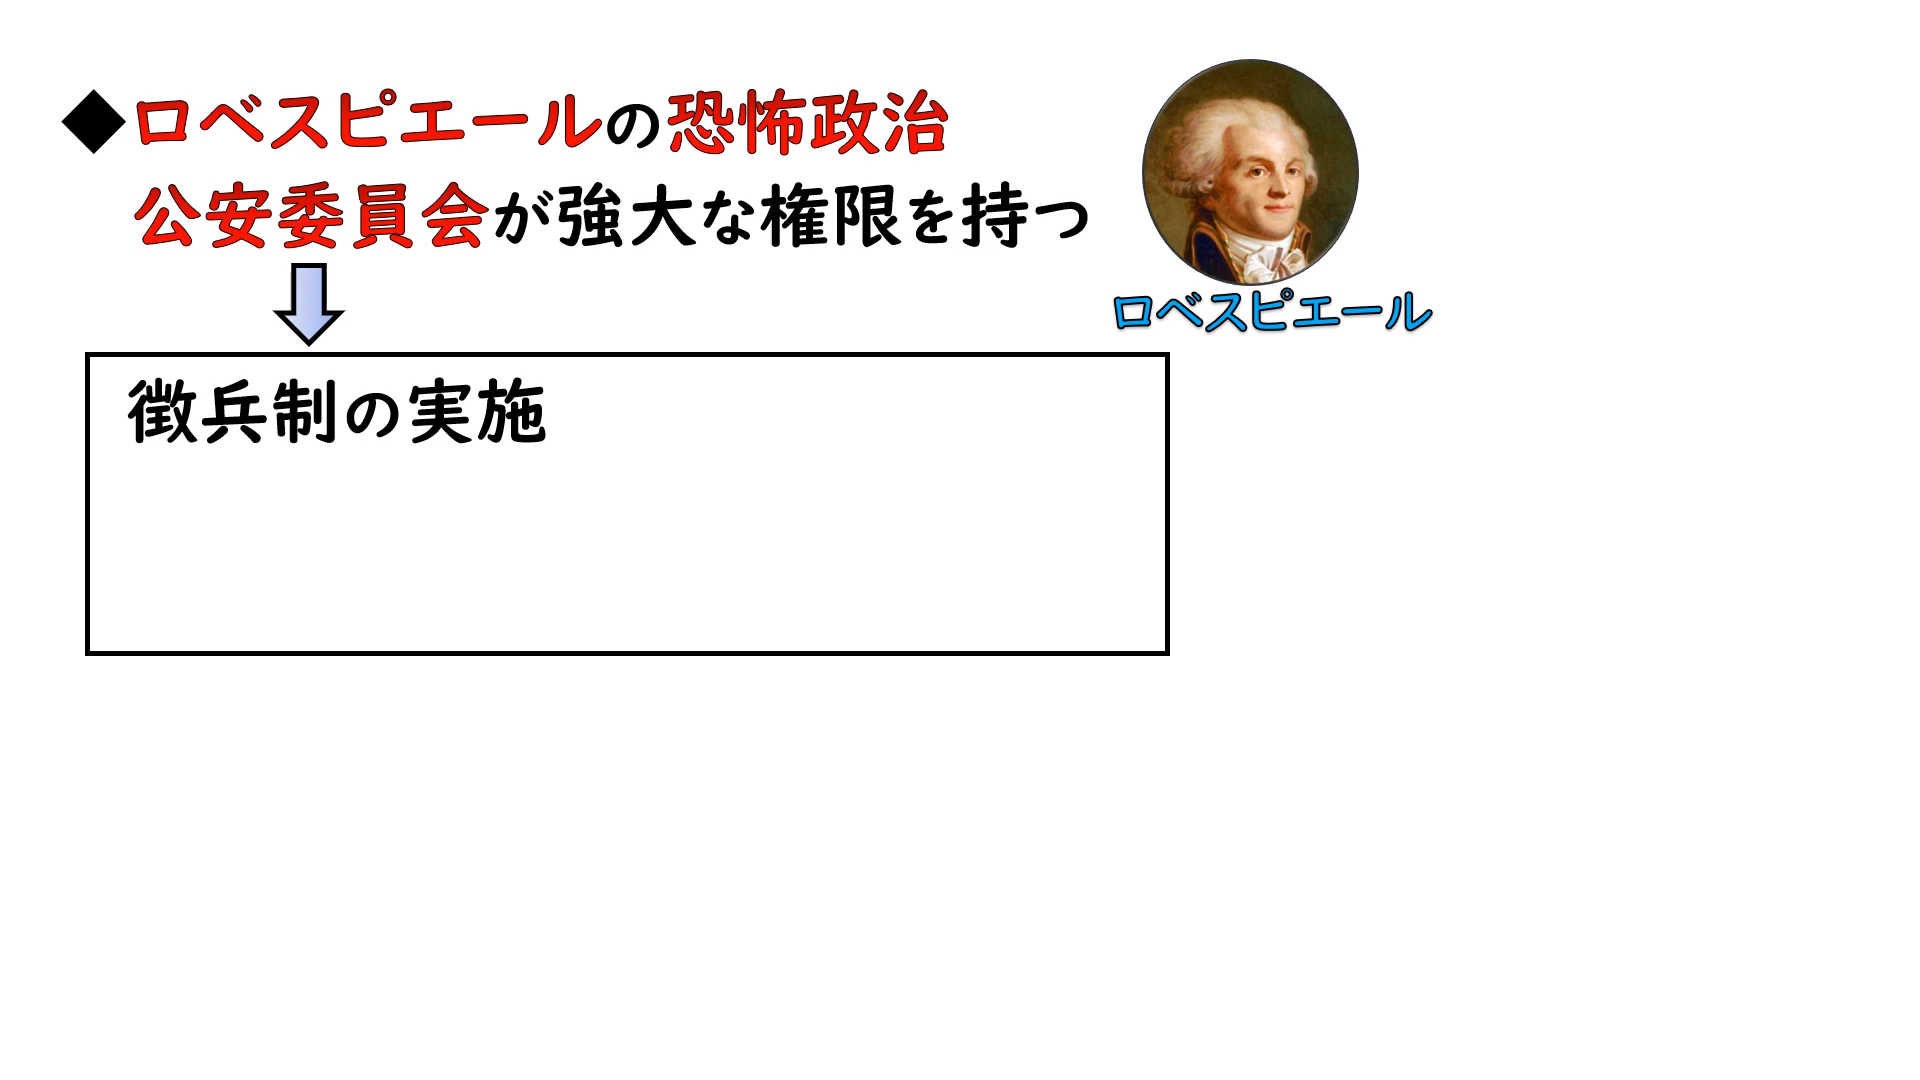 ◆ロベスピエールの恐怖政治
公安委員会が強大な権限を持つ
ロベスピエール
徴兵制の実施